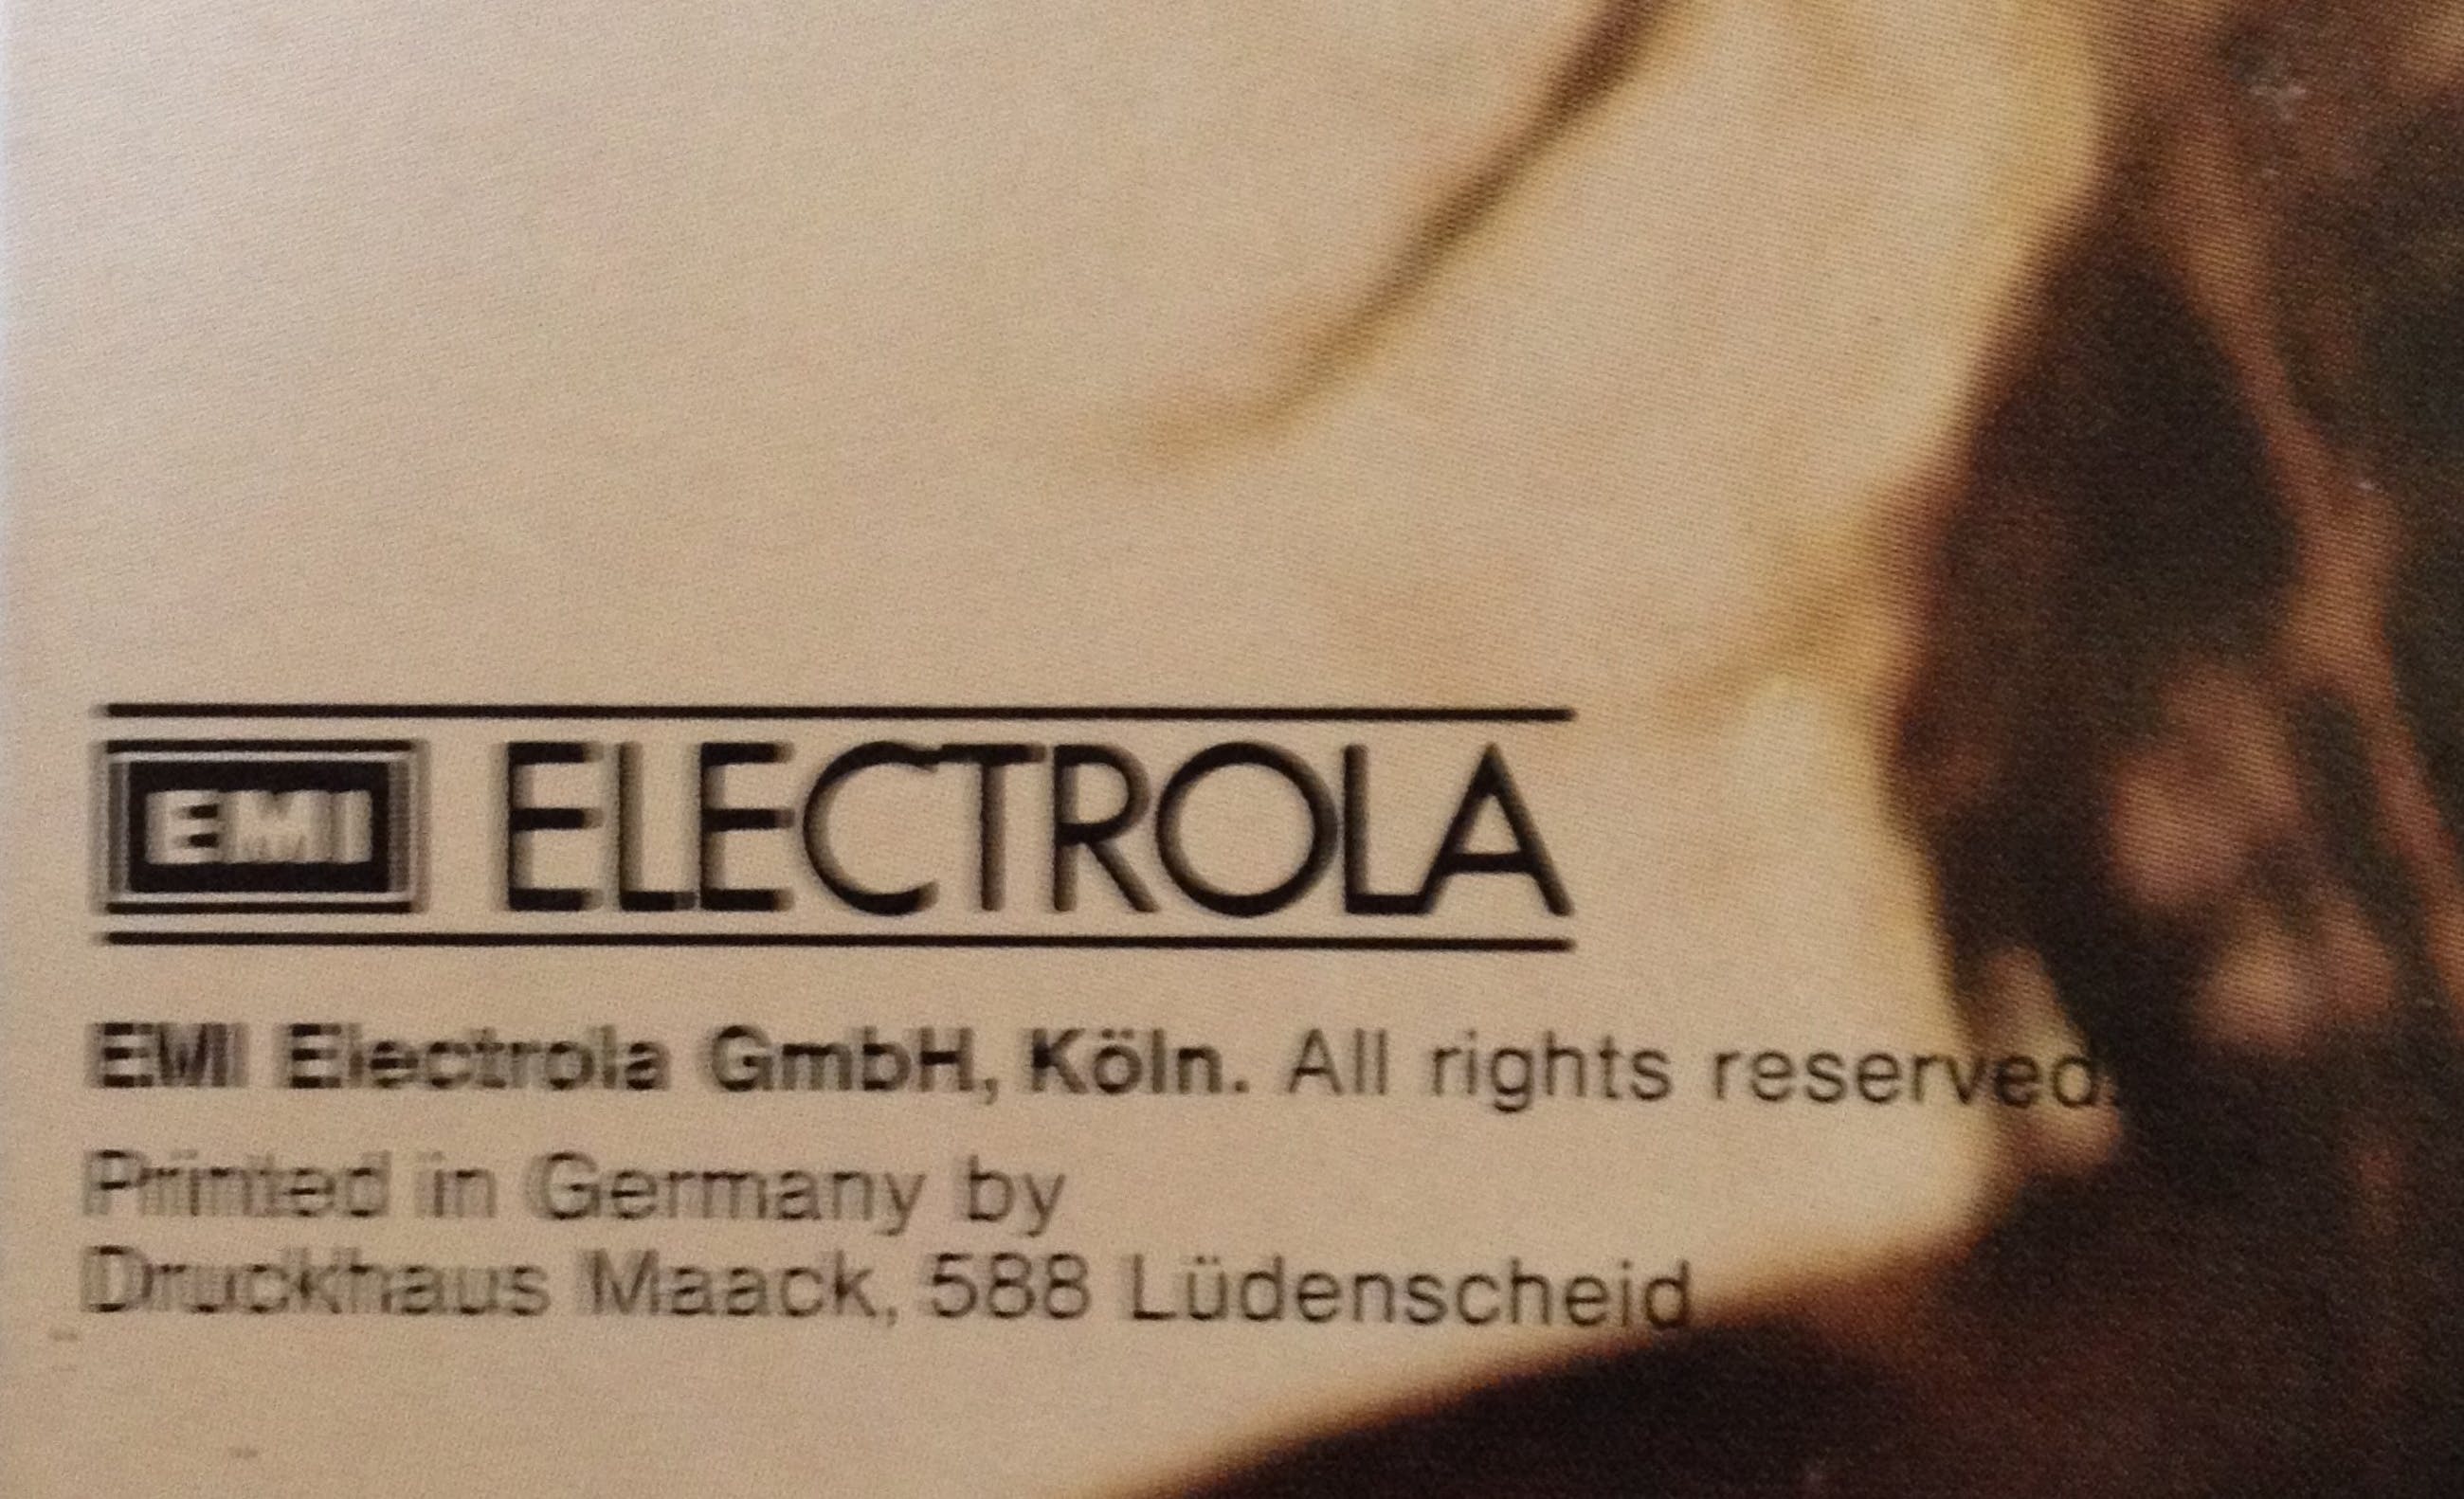 EMI ELECTROLA
EMI Electrola GmbH, Köln. All rights reserved.
Printed in Germany by
Druckhaus Maack, 588 Lüdenscheid